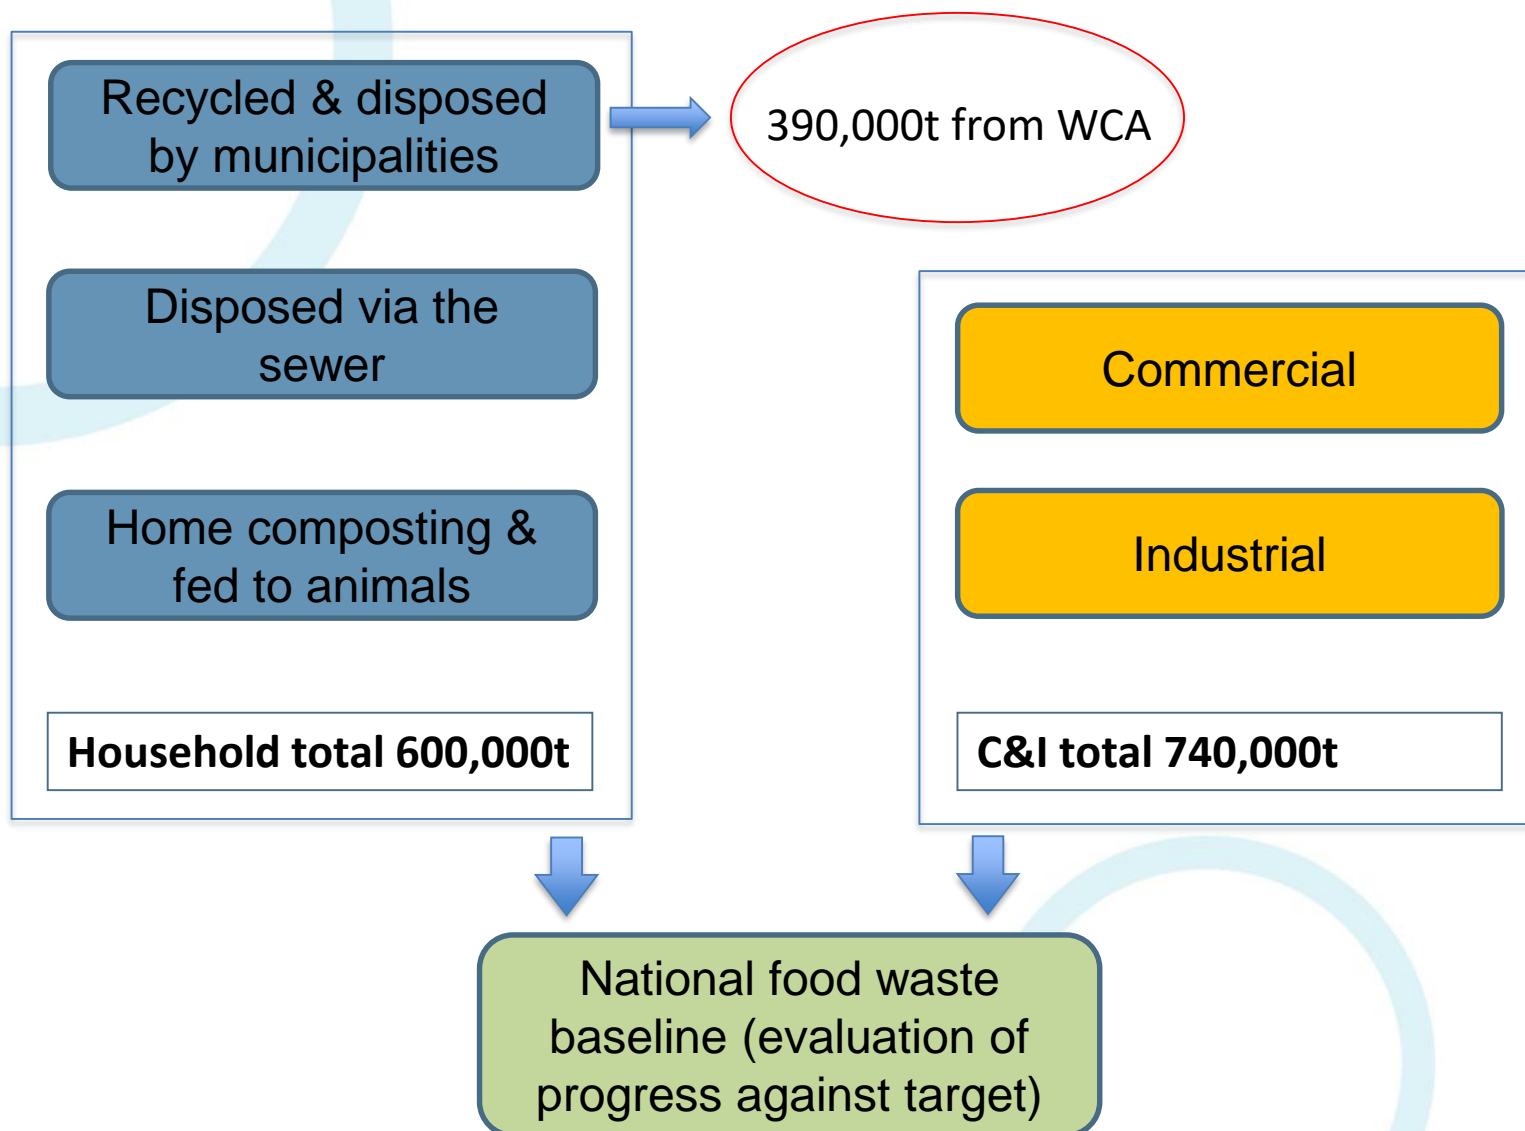 Recycled & disposed
by municipalities
390,000t from WCA
Disposed via the
sewer
Home composting &
fed to animals
Household total 600,000t
Commercial
Industrial
C&I total 740,000t
National food waste
baseline (evaluation of
progress against target)